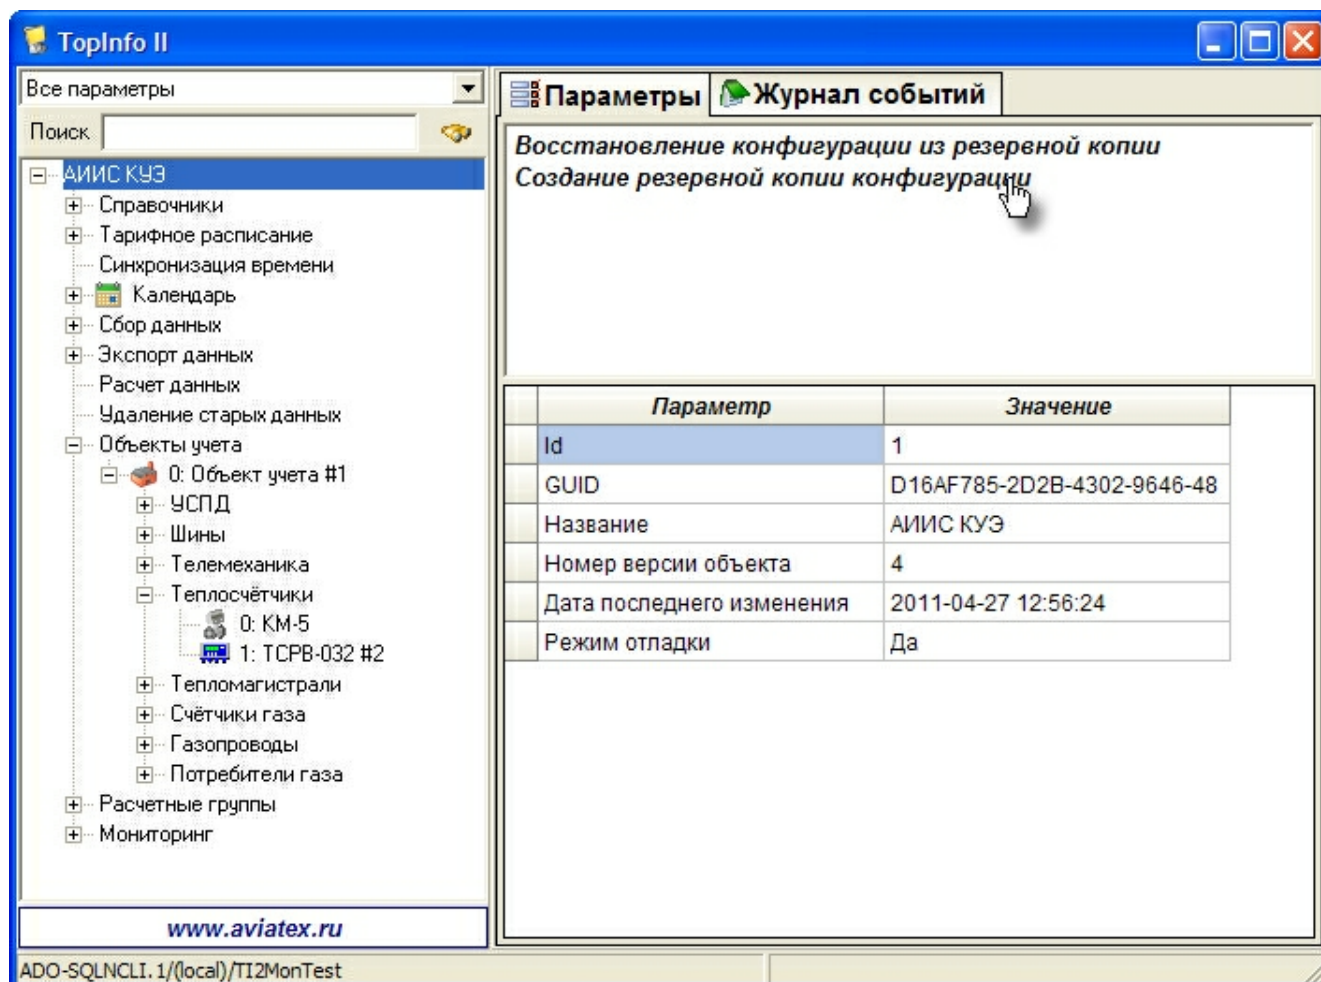 TopInfo II
Все параметры
Поиск
АИИС КУЭ
Справочники
Тарифное расписание
Синхронизация времени
Календарь
Сбор данных
Экспорт данных
Расчет данных
Удаление старых данных
Объекты учета
0: Объект учета #1
УСПД
Шины
Телемеханика
Теплосчётчики
0: КМ-5
1: ТСРВ-032 #2
Тепломагистрали
Счётчики газа
Газопроводы
Потребители газа
Расчетные группы
Мониторинг
www.aviatex.ru
Параметры Журнал событий
Восстановление конфигурации из резервной копии
Создание резервной копии конфигурации
Параметр Значение
Id 1
GUID D16AF785-2D2B-4302-9646-48
Название АИИС КУЭ
Номер версии объекта 4
Дата последнего изменения 2011-04-27 12:56:24
Режим отладки Да
ADO-SQLNCLI.1/(local)/TI2MonTest